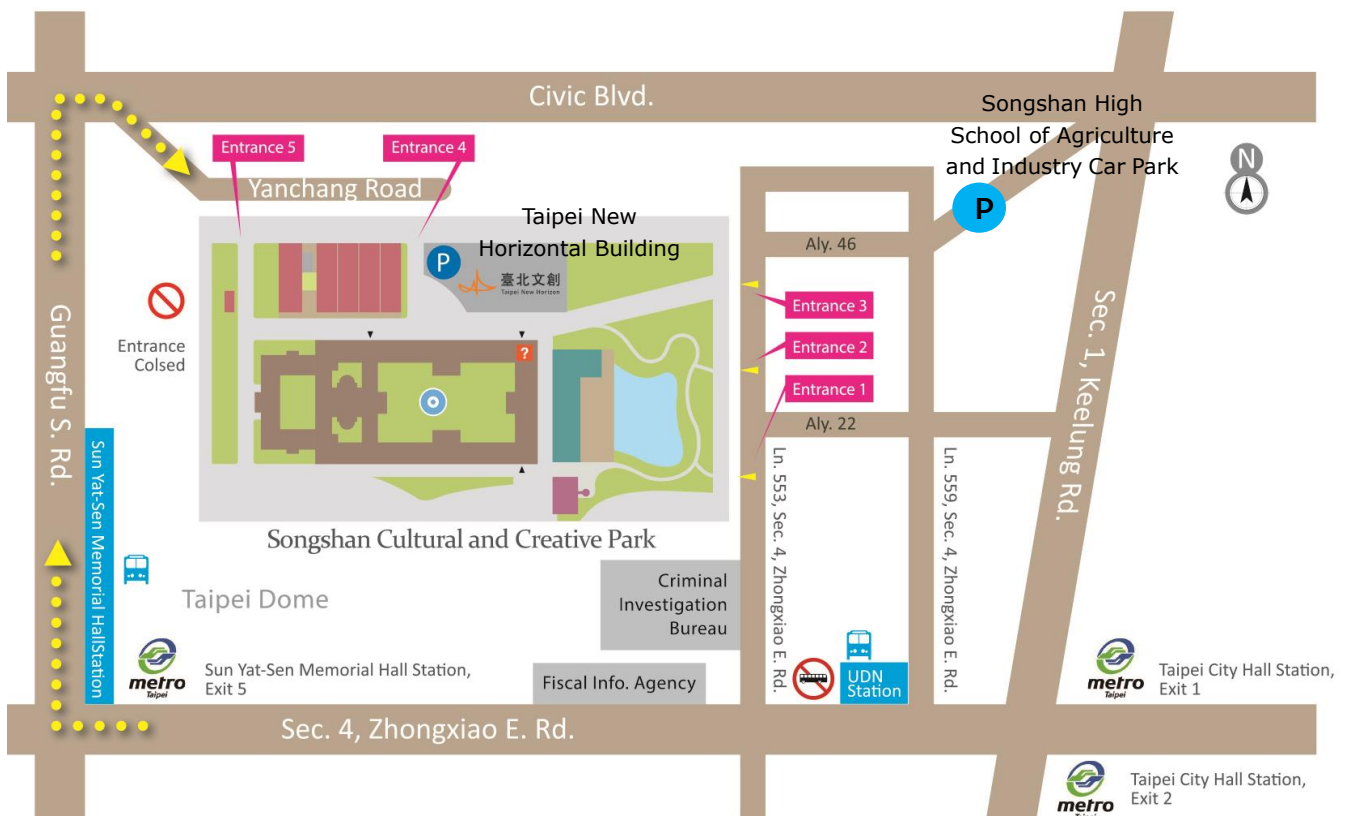 Civic Blvd.
Songshan High
School of Agriculture
and Industry Car Park
P
N
Entrance 5
Entrance 4
Yanchang Road
Taipei New
Horizontal Building
P
臺北文創
Taipei New Horizon
Aly. 46
Entrance 3
Entrance 2
Entrance 1
Aly. 22
Entrance
Colsed
?
Guangfu S. Rd.
Sun Yat-Sen Memorial HallStation
Ln. 553, Sec. 4, Zhongxiao E. Rd.
Ln. 559, Sec. 4, Zhongxiao E. Rd.
Sec. 1, Keelung Rd.
Songshan Cultural and Creative Park
Taipei Dome
Criminal
Investigation
Bureau
metro
Taipei
Sun Yat-Sen Memorial Hall Station,
Exit 5
Fiscal Info. Agency
UDN
Station
metro
Taipei
Taipei City Hall Station,
Exit 1
Sec. 4, Zhongxiao E. Rd.
metro
Taipei City Hall Station,
Exit 2